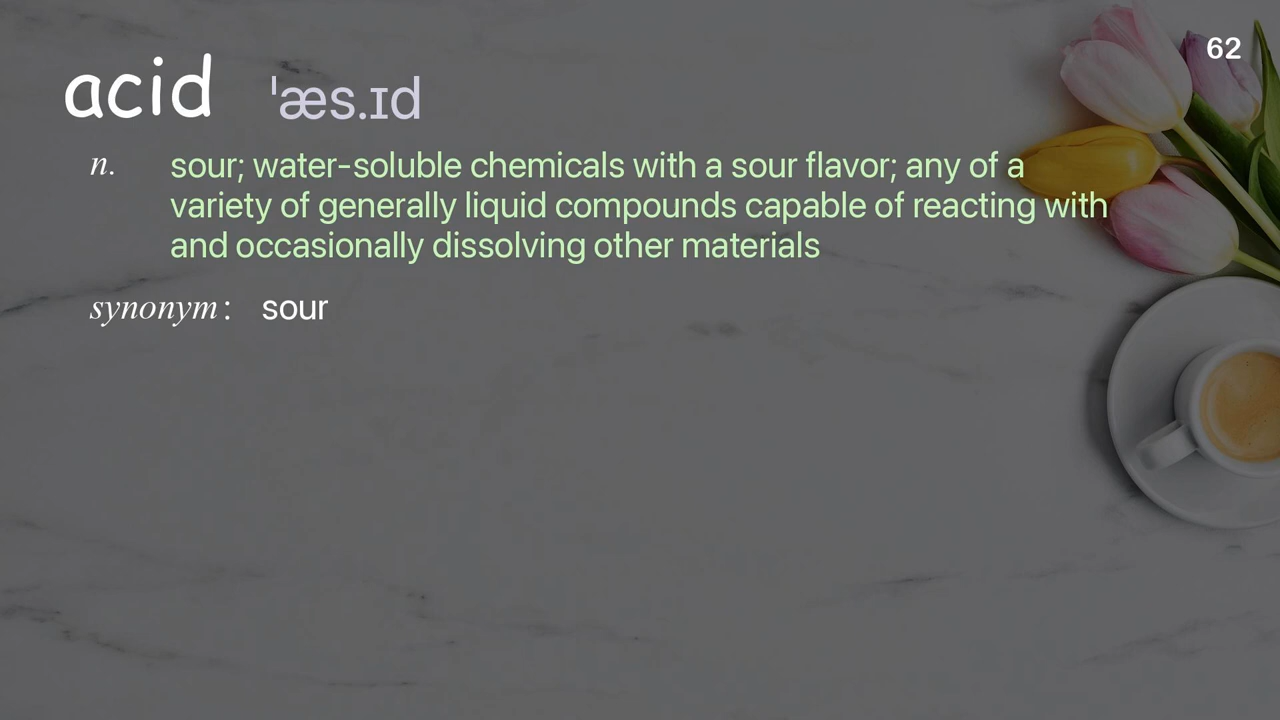 62
acid ˈæs.ɪd
n. sour; water-soluble chemicals with a sour flavor; any of a
variety of generally liquid compounds capable of reacting with
and occasionally dissolving other materials
synonym: sour